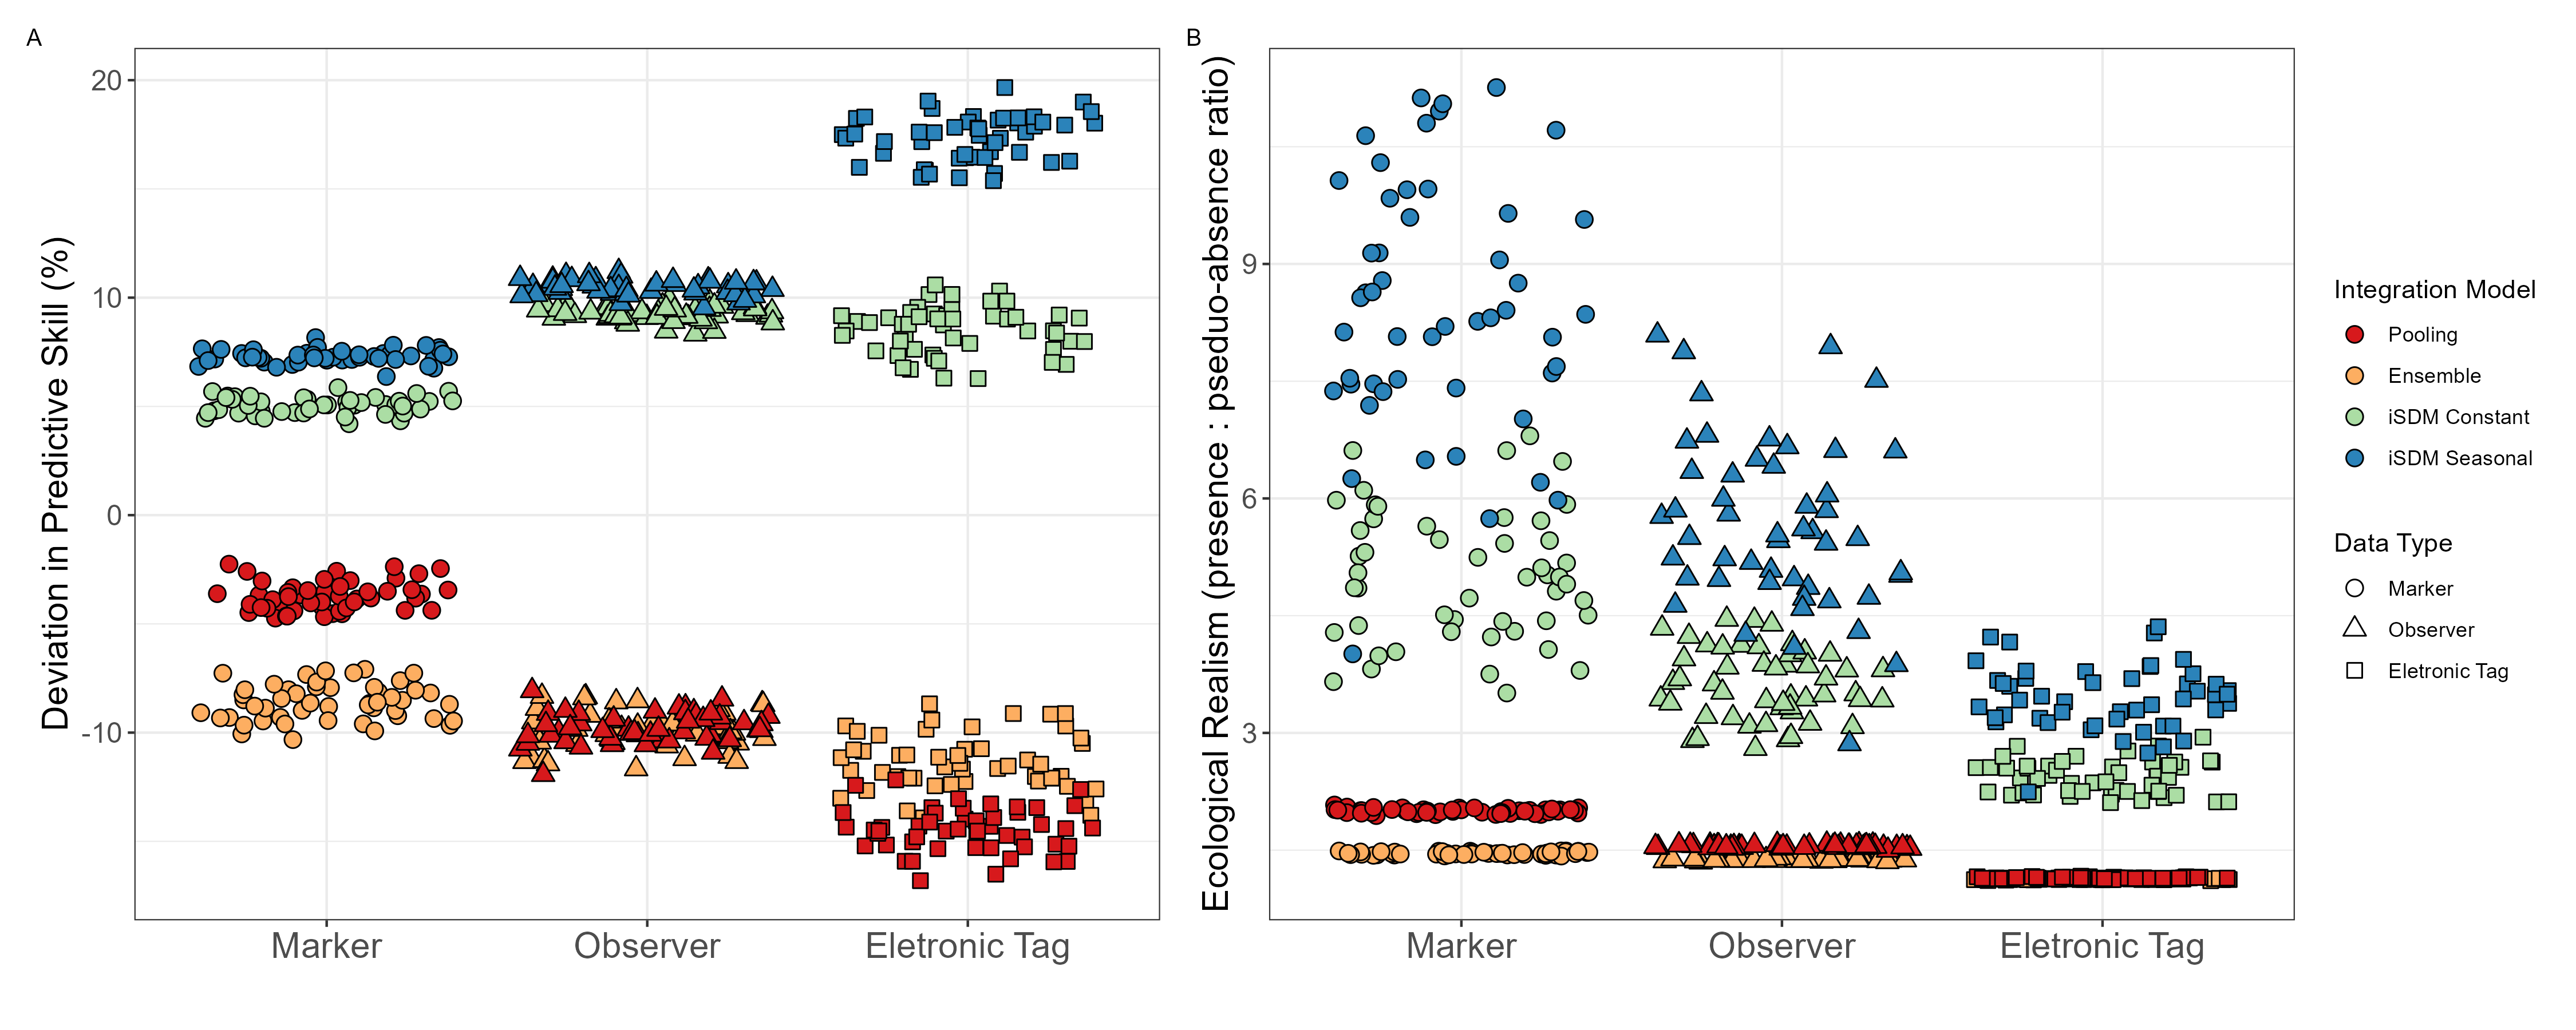 A
Deviation in Predictive Skill (%)
20
10
0
-10
Marker
Observer
Eletronic Tag
B
Ecological Realism (presence : pseduo-absence ratio)
9
6
3
Marker
Observer
Eletronic Tag
Integration Model
Pooling
Ensemble
iSDM Constant
iSDM Seasonal
Data Type
Marker
Observer
Eletronic Tag